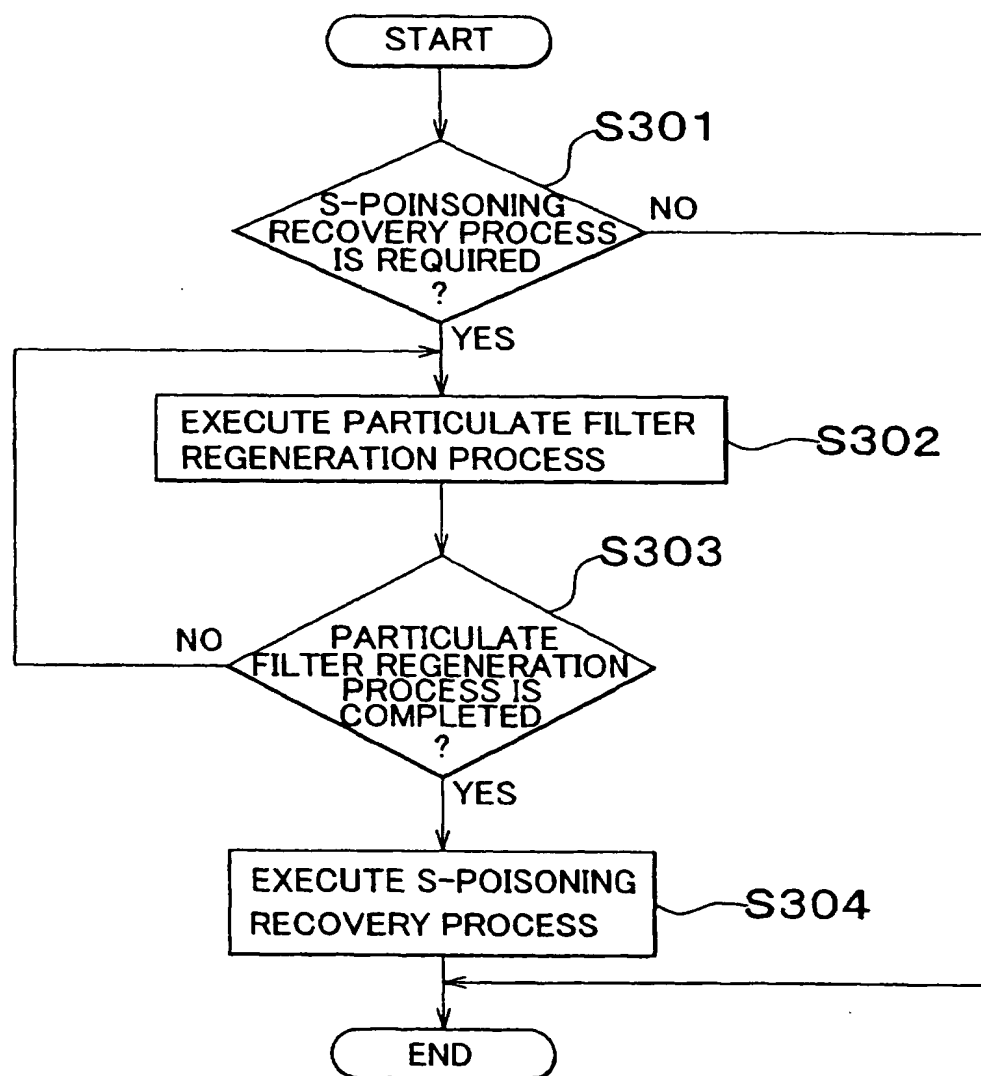 START
S301
S-POINSONING
RECOVERY PROCESS
IS REQUIRED
?
NO
YES
EXECUTE PARTICULATE FILTER
REGENERATION PROCESS
S302
S303
PARTICULATE
FILTER REGENERATION
PROCESS IS
COMPLETED
?
NO
YES
EXECUTE S-POISONING
RECOVERY PROCESS
S304
END